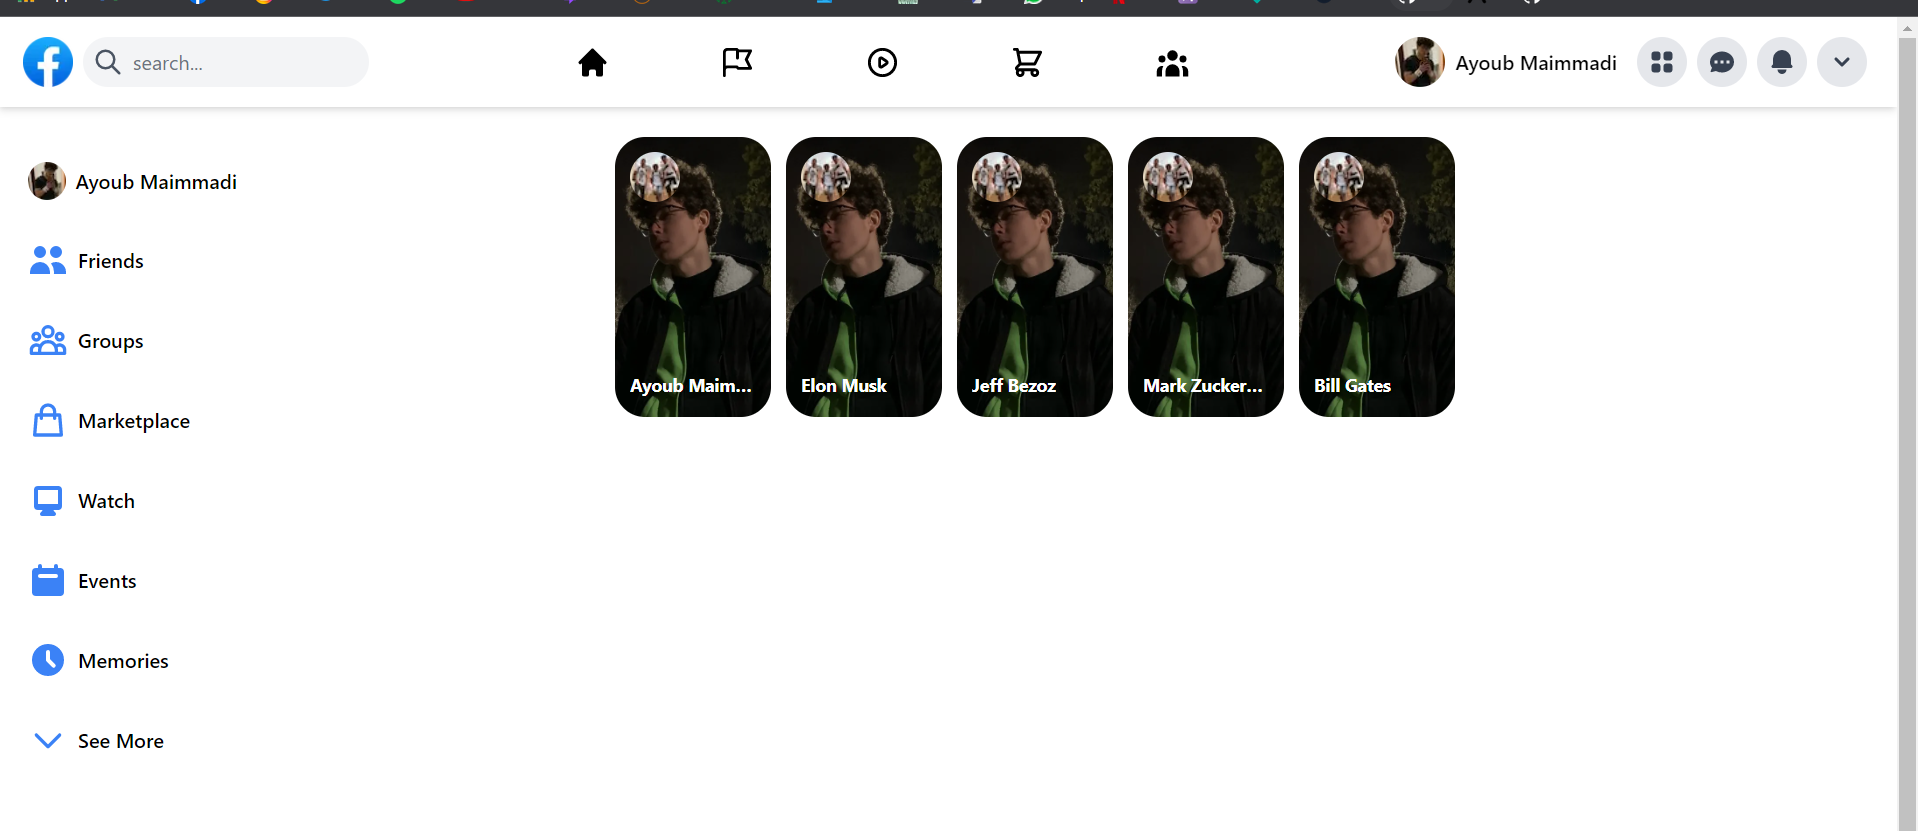 search...
Ayoub Maimmadi
Ayoub Maimmadi
Friends
Groups
Marketplace
Watch
Events
Memories
See More
Ayoub Maim...
Elon Musk
Jeff Bezoz
Mark Zucker...
Bill Gates